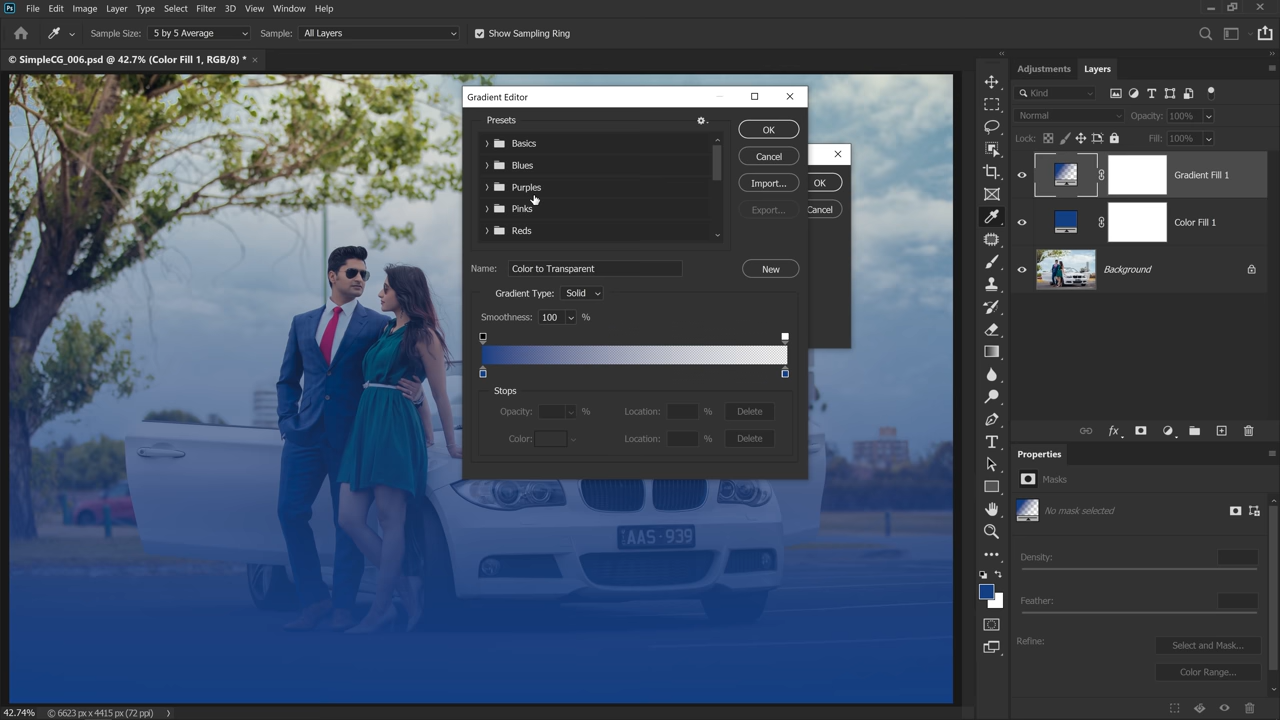 Ps File Edit Image Layer Type Select Filter 3D View Window Help
Sample Size: 5 by 5 Average Sample: All Layers Show Sampling Ring
© SimpleCG_006.psd @ 42.7% (Color Fill 1, RGB/8) * ×
Gradient Editor
Presets
Basics
Blues
Purples
Pinks
Reds
OK
Cancel
Import...
Export...
OK
Cancel
Name: Color to Transparent New
Gradient Type: Solid
Smoothness: 100 %
Stops
Opacity: % Location: % Delete
Color: Location: % Delete
AAS-939
Adjustments Layers
Kind
Normal Opacity: 100%
Lock: Fill: 100%
Gradient Fill 1
Color Fill 1
Background
fx
Properties
Masks
No mask selected
Density:
Feather:
Refine: Select and Mask...
Color Range...
42.74% © 6623 px x 4415 px (72 ppi)